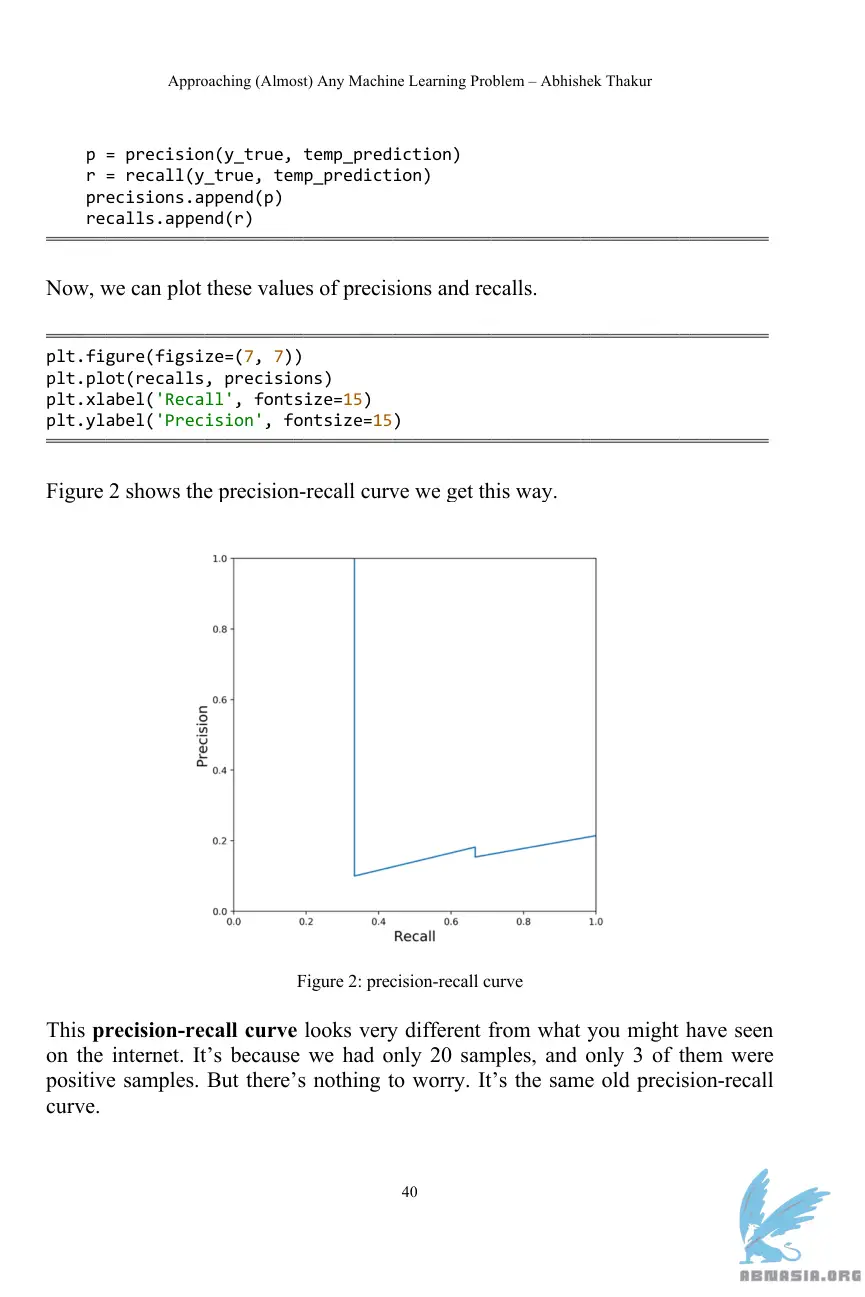 Approaching (Almost) Any Machine Learning Problem – Abhishek Thakur
p = precision(y_true, temp_prediction)
r = recall(y_true, temp_prediction)
precisions.append(p)
recalls.append(r)
Now, we can plot these values of precisions and recalls.
plt.figure(figsize=(7, 7))
plt.plot(recalls, precisions)
plt.xlabel('Recall', fontsize=15)
plt.ylabel('Precision', fontsize=15)
Figure 2 shows the precision-recall curve we get this way.
1.0
0.8
0.6
0.4
0.2
0.0
Precision
0.0 0.2 0.4 0.6 0.8 1.0
Recall
Figure 2: precision-recall curve
This precision-recall curve looks very different from what you might have seen
on the internet. It’s because we had only 20 samples, and only 3 of them were
positive samples. But there’s nothing to worry. It’s the same old precision-recall
curve.
40
ABNASIA.ORG